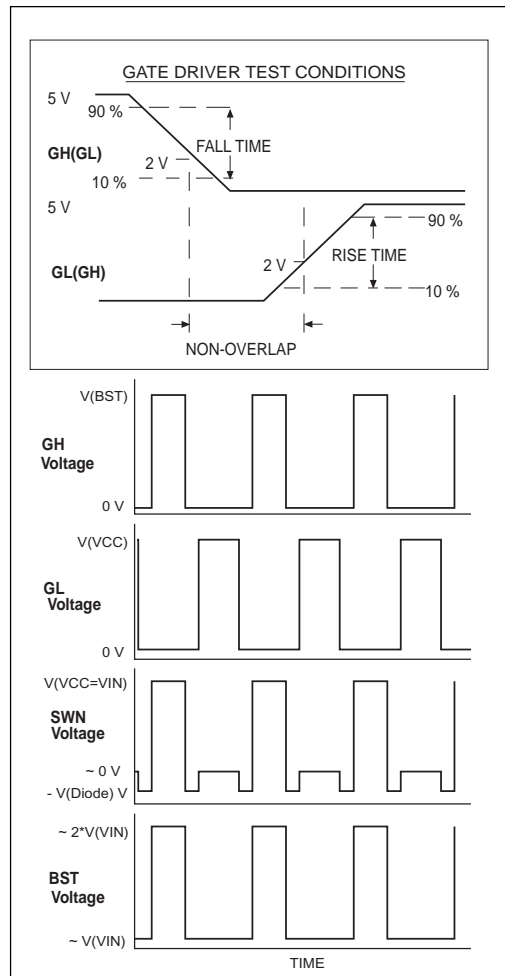 GATE DRIVER TEST CONDITIONS
5 V
90 %
FALL TIME
GH(GL)
2 V
10 %
5 V
90 %
2 V
RISE TIME
GL(GH)
10 %
NON-OVERLAP
V(BST)
GH
Voltage
0 V
V(VCC)
GL
Voltage
0 V
V(VCC=VIN)
SWN
Voltage
~ 0 V
- V(Diode) V
~ 2*V(VIN)
BST
Voltage
~ V(VIN)
TIME